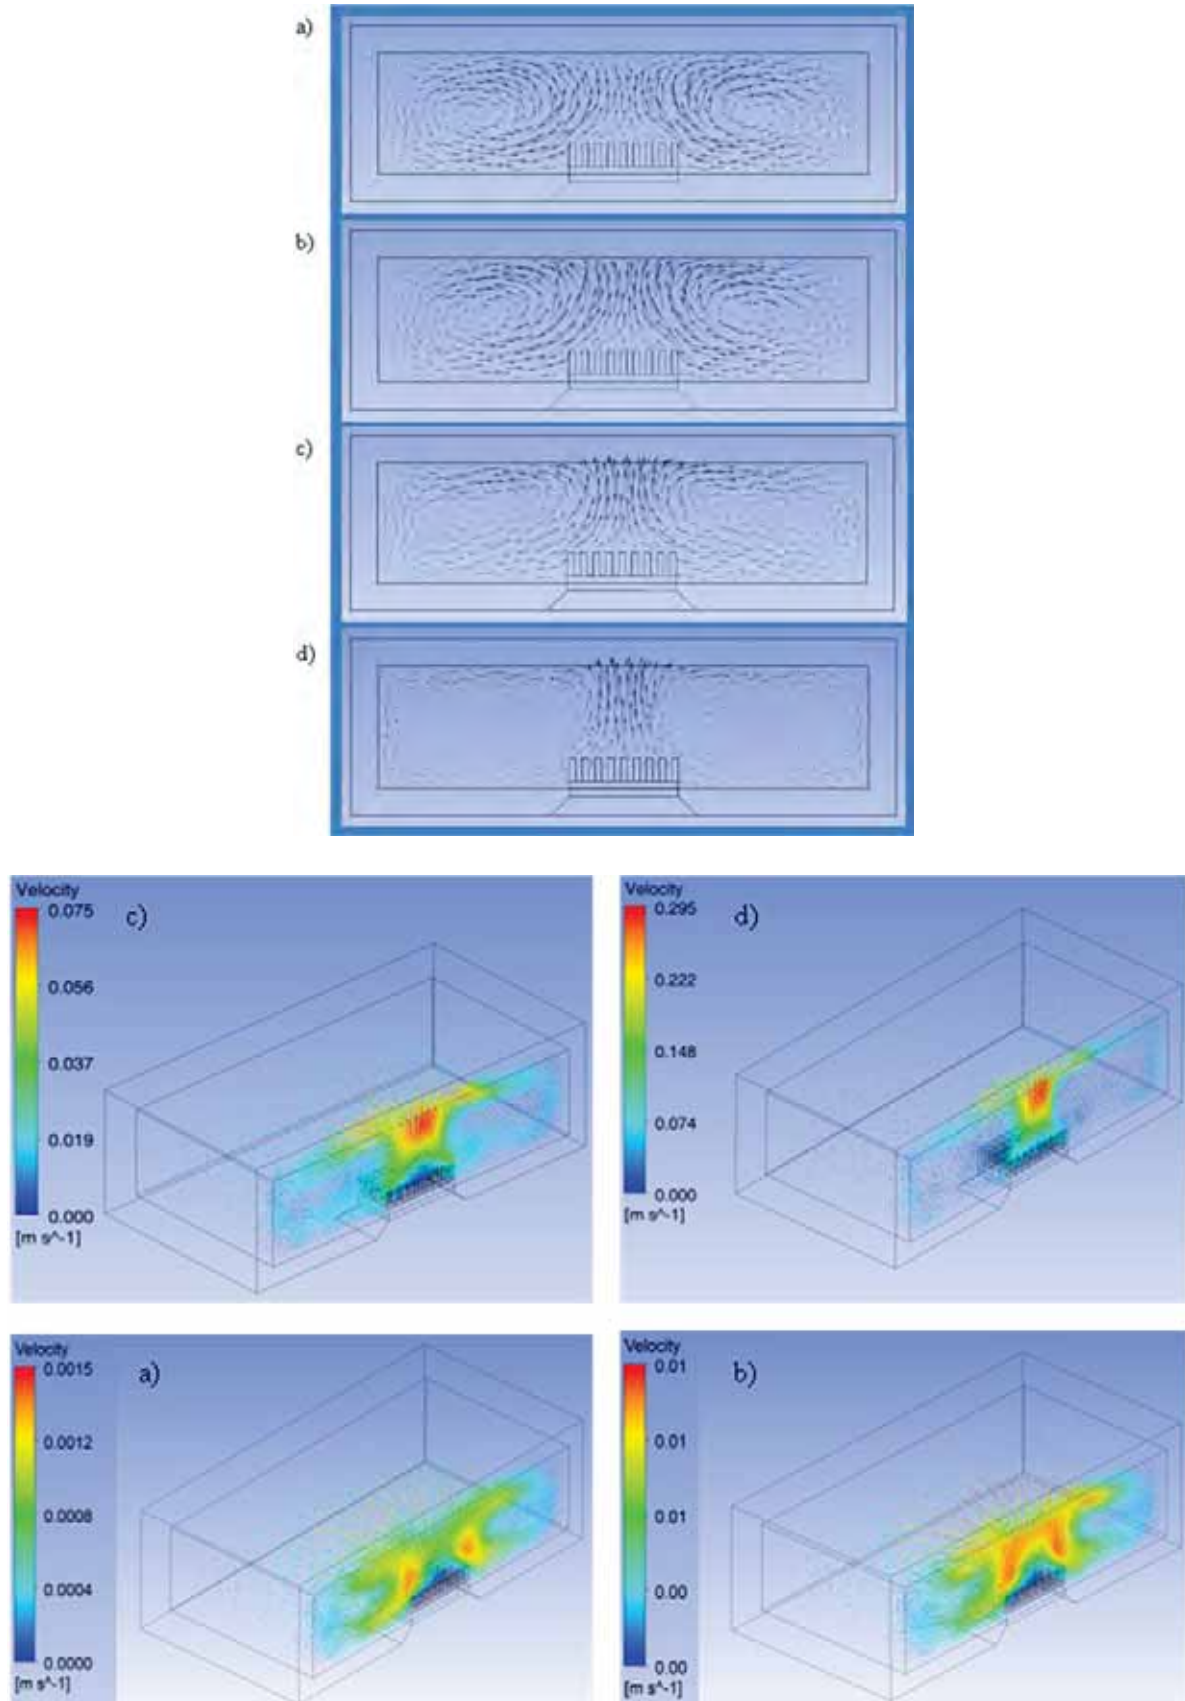 a)
b)
c)
d)
Velocity
0.075
c)
0.056
0.037
0.019
0.000
[m s^-1]
Velocity
0.295
d)
0.222
0.148
0.074
0.000
[m s^-1]
Velocity
0.0015
a)
0.0012
0.0008
0.0004
0.0000
[m s^-1]
Velocity
0.01
b)
0.01
0.01
0.00
0.00
[m s^-1]